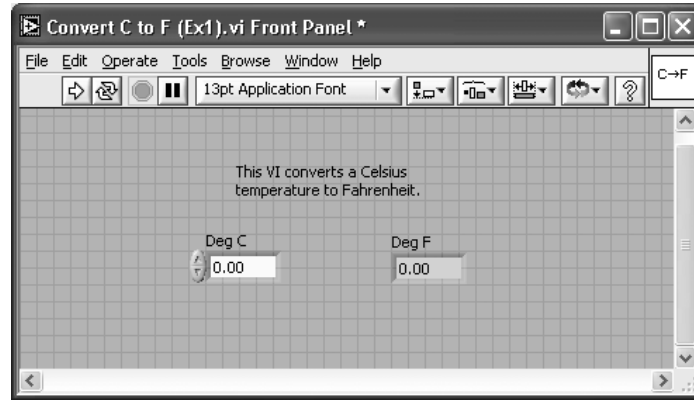 Convert C to F (Ex1).vi Front Panel *
File Edit Operate Tools Browse Window Help
13pt Application Font
C→F
This VI converts a Celsius
temperature to Fahrenheit.
Deg C Deg F
0.00 0.00